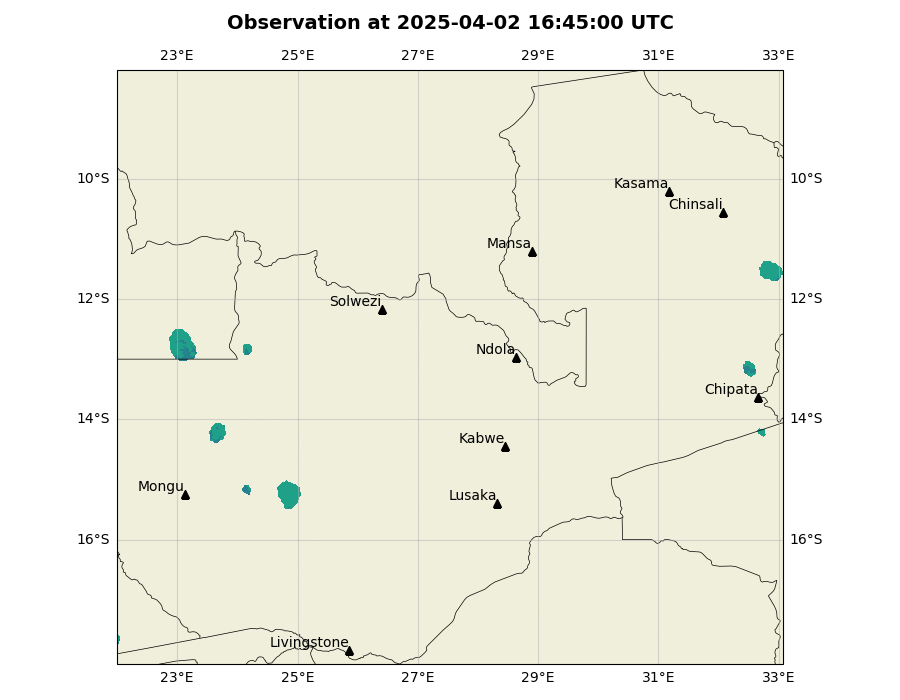 Observation at 2025-04-02 16:45:00 UTC
23°E 25°E 27°E 29°E 31°E 33°E
10°S 10°S
Kasama
Chinsali
Mansa
12°S 12°S
Solwezi
Ndola
Chipata
14°S 14°S
Kabwe
Mongu
Lusaka
16°S 16°S
Livingstone
23°E 25°E 27°E 29°E 31°E 33°E